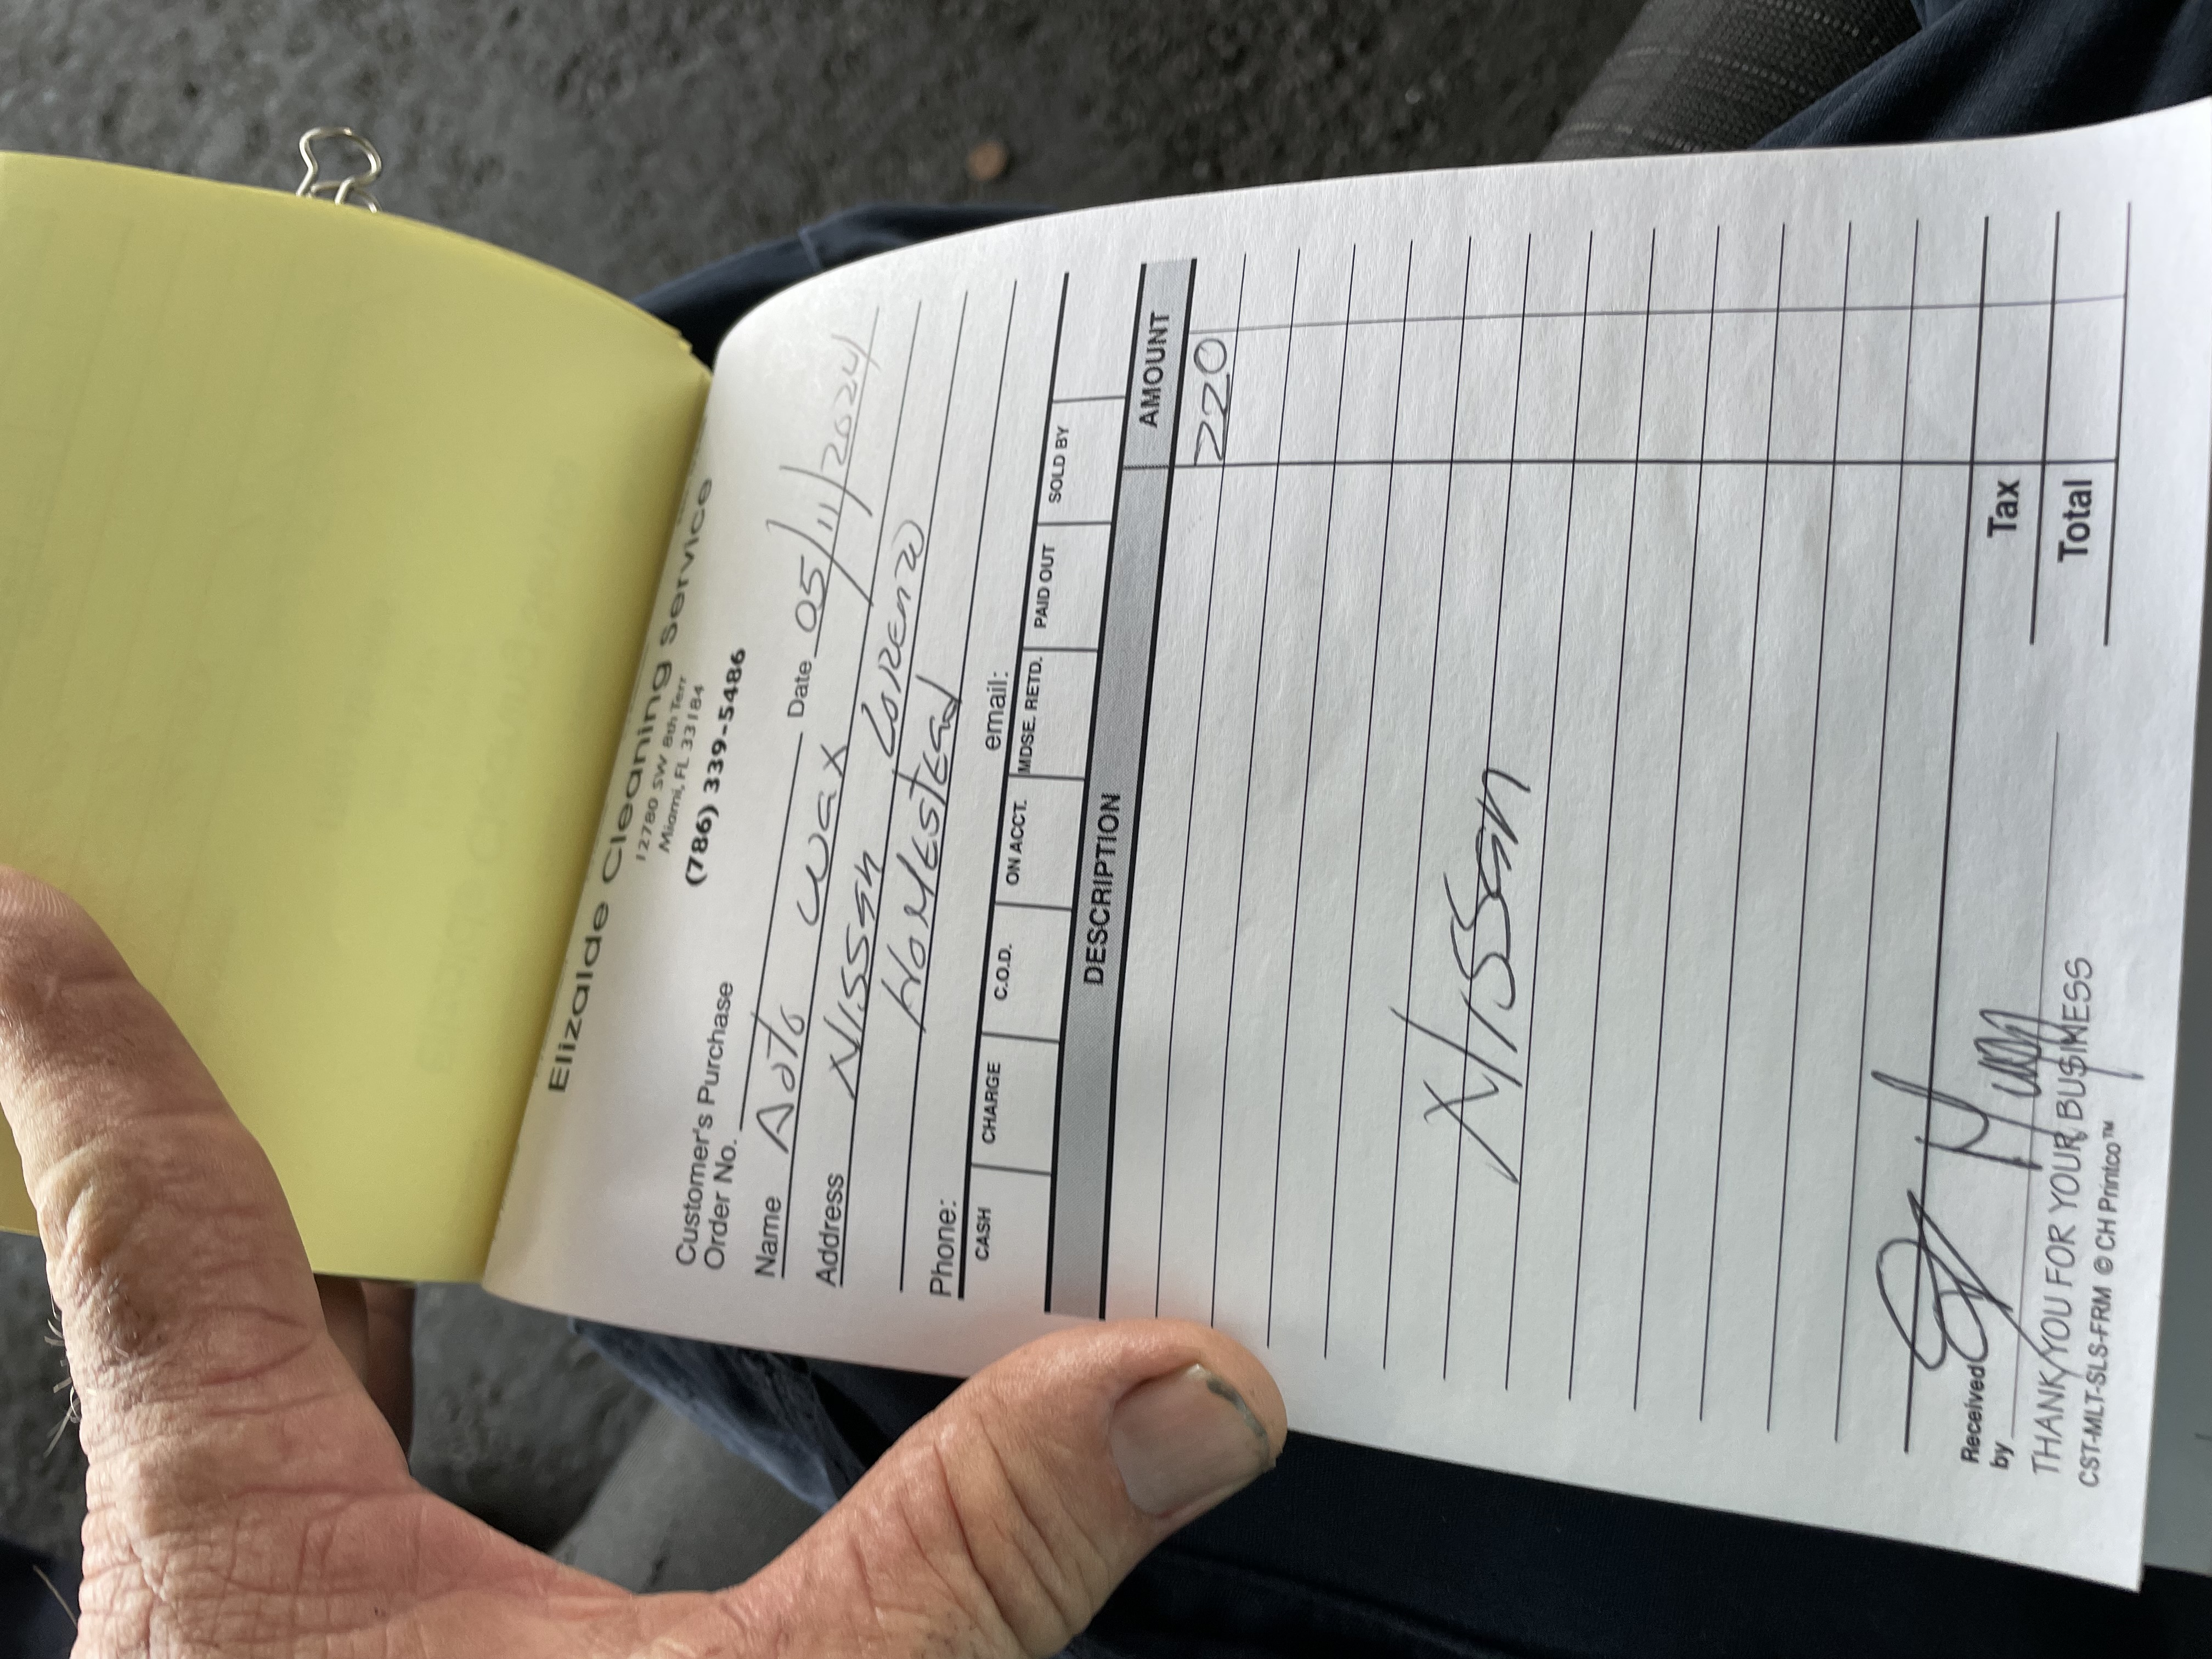 Elizalde Cleaning Service
12780 SW 8th Terr
Miami, FL 33184
(786) 339-5486
Customer's Purchase
Order No.
Date 05/11/2024
Name Aoto Wax
Address Nissan Lorenzo
Homestead
Phone: email:
CASH CHARGE C.O.D. ON ACCT. MDSE. RETD. PAID OUT SOLD BY
DESCRIPTION AMOUNT
220
Nissan
Tax
Received
by
Total
THANK YOU FOR YOUR BUSINESS
CST-MLT-SLS-FRM © CH Printco™